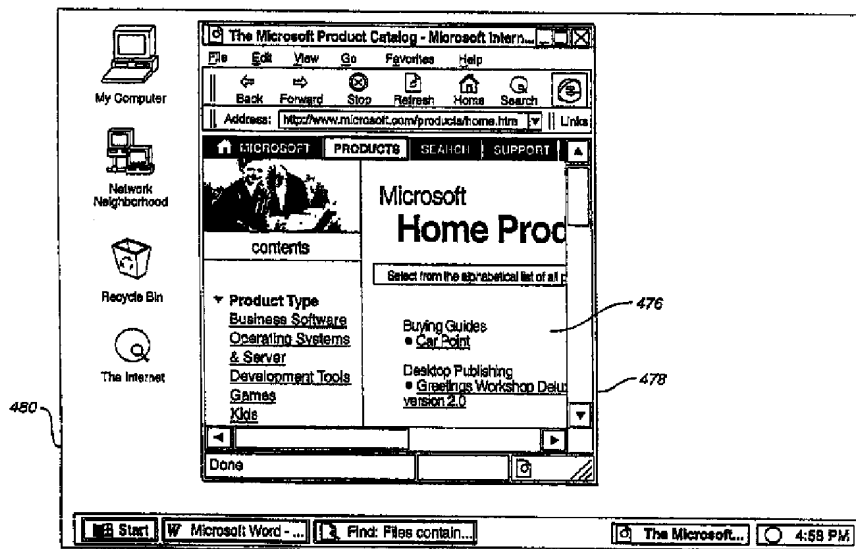 The Microsoft Product Catalog - Microsoft Intern...
File Edit View Go Favorites Help
Back Forward Stop Refresh Home Search
Address: http://www.microsoft.com/products/home.htm Links
MICROSOFT PRODUCTS SEARCH SUPPORT
contents
Product Type
Business Software
Operating Systems
& Server
Development Tools
Games
Kids
Microsoft
Home Prod
Select from the alphabetical list of all p
Buying Guides
• Car Point
Desktop Publishing
• Greetings Workshop Delux
version 2.0
Done
My Computer
Network
Neighborhood
Recycle Bin
The Internet
476
478
480
Start W Microsoft Word - ... Find: Files contain... The Microsoft... 4:58 PM